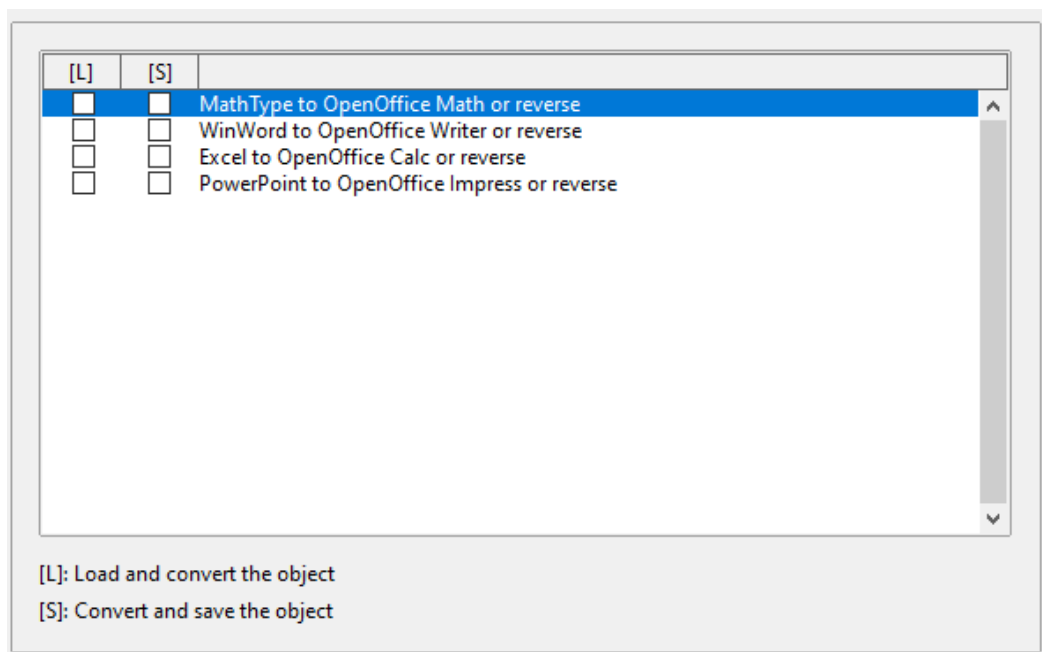 [L] [S]
MathType to OpenOffice Math or reverse
WinWord to OpenOffice Writer or reverse
Excel to OpenOffice Calc or reverse
PowerPoint to OpenOffice Impress or reverse
[L]: Load and convert the object
[S]: Convert and save the object